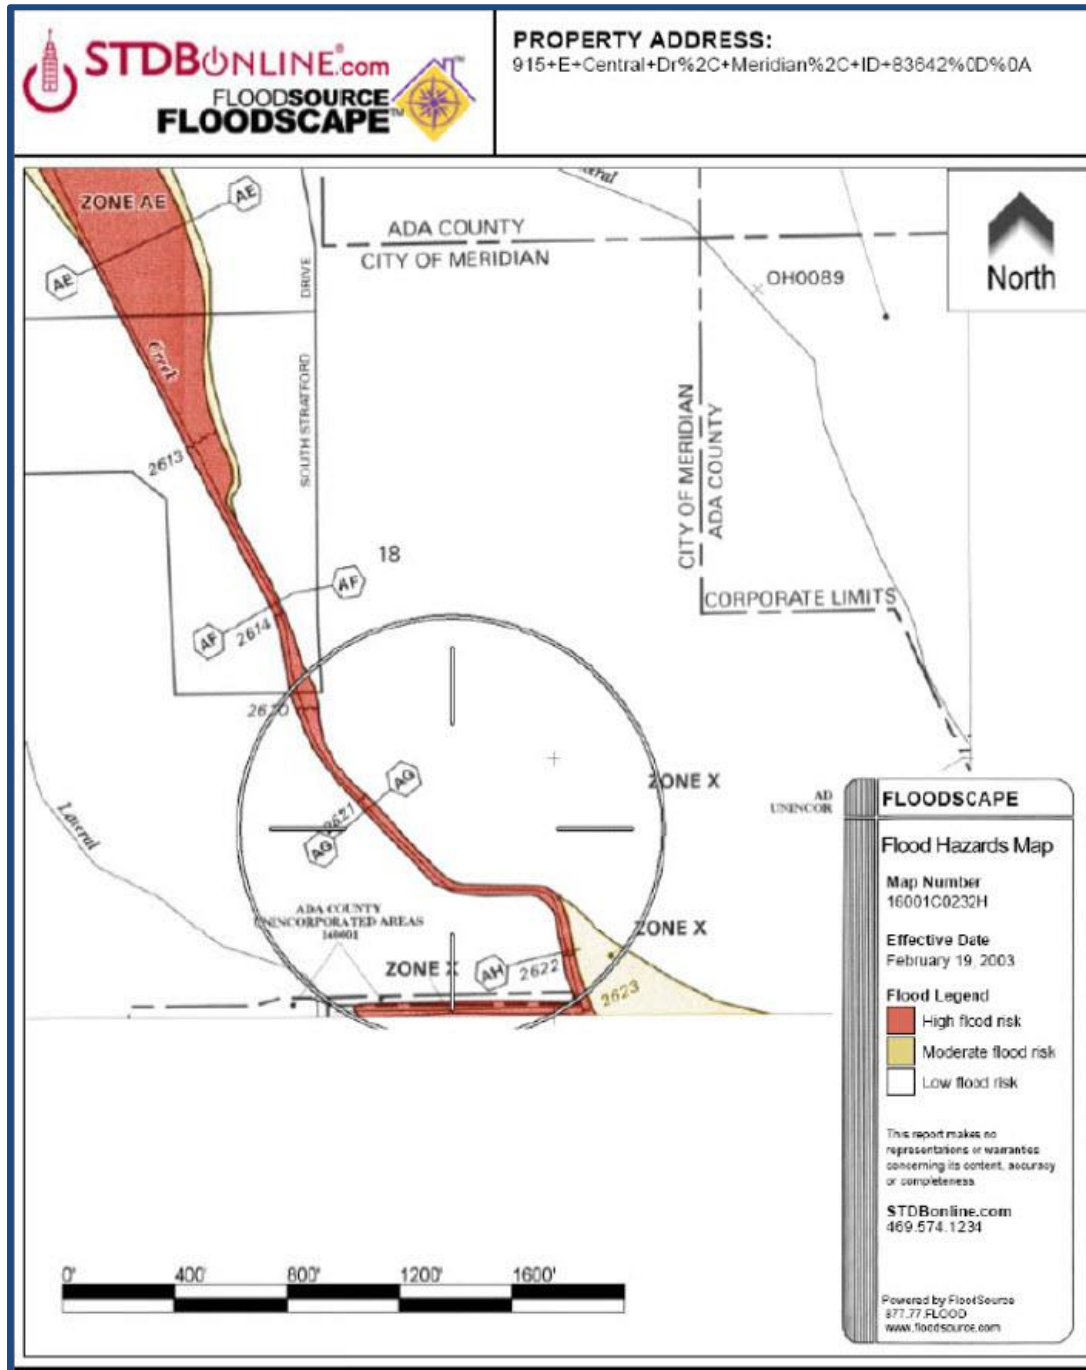 STDBONLINE®.com
FLOODSOURCE
FLOODSCAPE™
PROPERTY ADDRESS:
915+E+Central+Dr%2C+Meridian%2C+ID+83642%0D%0A
ZONE AE
AE
AE
ADA COUNTY
CITY OF MERIDIAN
OH0089
North
DRIVE
SOUTH STRATFORD
Creek
2613
CITY OF MERIDIAN
ADA COUNTY
18
AF
AF
2614
CORPORATE LIMITS
2620
ZONE X
AG
AG
2621
AD
UNINCOR
Lateral
ADA COUNTY
UNINCORPORATED AREAS
160001
ZONE X
ZONE X
AH
2622
2623
FLOODSCAPE
Flood Hazards Map
Map Number
16001C0232H
Effective Date
February 19, 2003
Flood Legend
High flood risk
Moderate flood risk
Low flood risk
This report makes no
representations or warranties
concerning its content, accuracy
or completeness.
STDBonline.com
469.574.1234
Powered by FloodSource
877.77.FLOOD
www.floodsource.com
0'
400'
800'
1200'
1600'